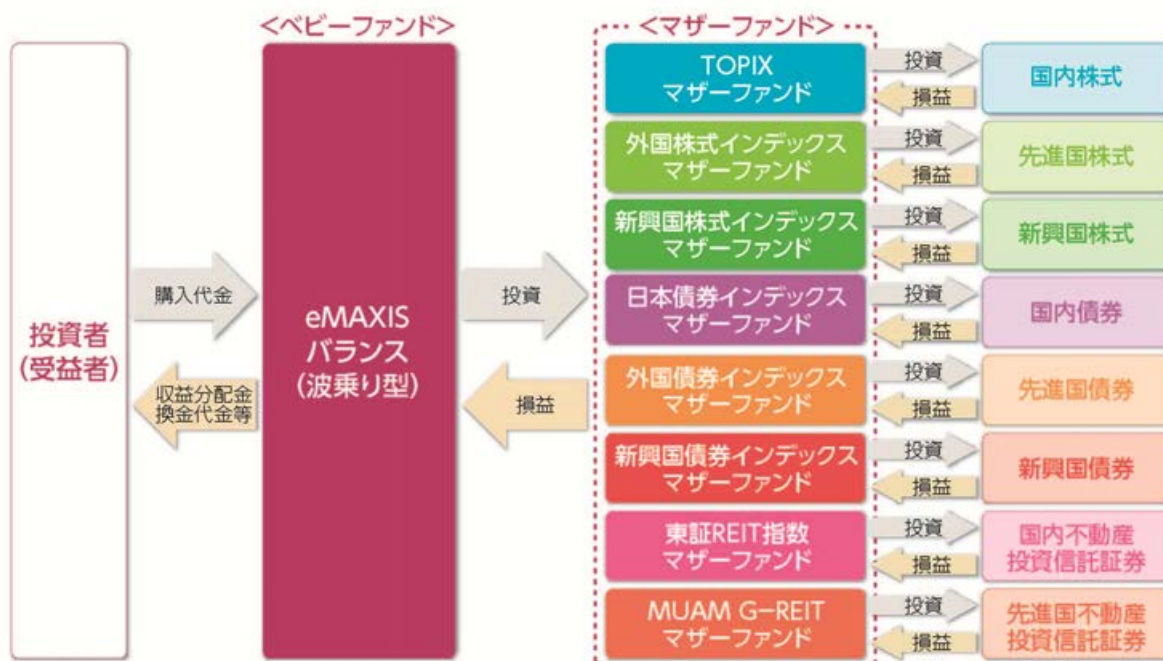 <ベビーファンド>
<マザーファンド>
投資者
(受益者)
購入代金
収益分配金
換金代金等
eMAXIS
バランス
(波乗り型)
投資
損益
TOPIX
マザーファンド
投資
損益
国内株式
外国株式インデックス
マザーファンド
投資
損益
先進国株式
新興国株式インデックス
マザーファンド
投資
損益
新興国株式
日本債券インデックス
マザーファンド
投資
損益
国内債券
外国債券インデックス
マザーファンド
投資
損益
先進国債券
新興国債券インデックス
マザーファンド
投資
損益
新興国債券
東証REIT指数
マザーファンド
投資
損益
国内不動産
投資信託証券
MUAM G-REIT
マザーファンド
投資
損益
先進国不動産
投資信託証券